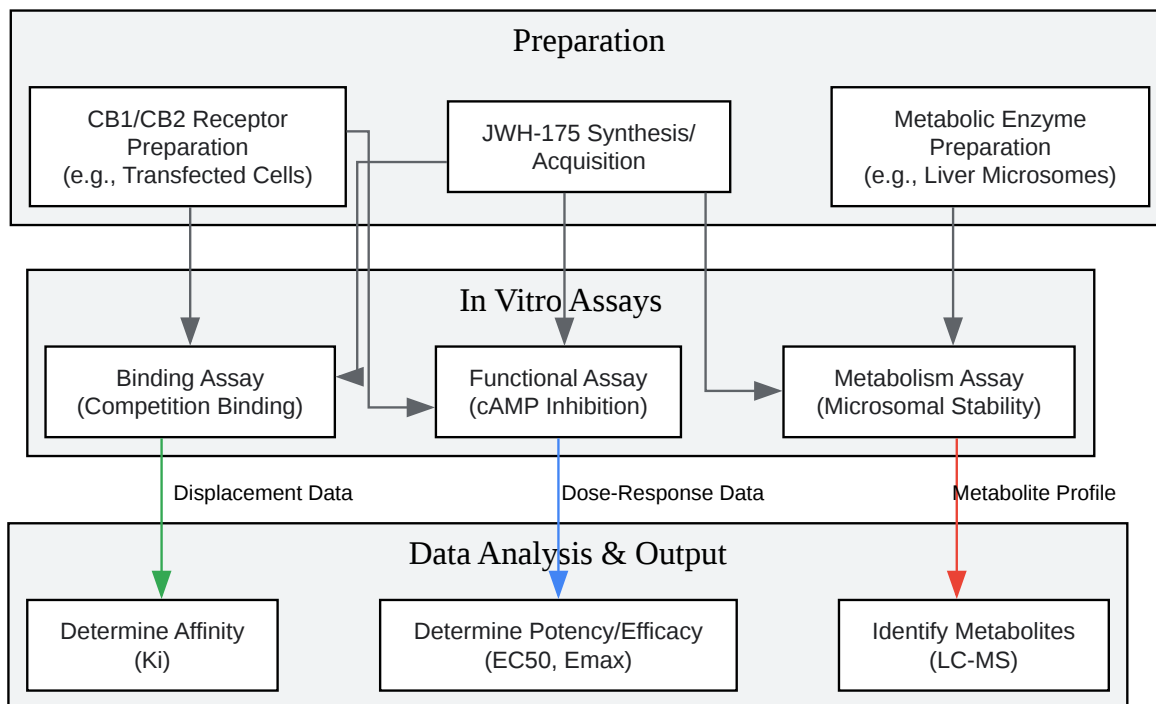 Preparation
CB1/CB2 Receptor
Preparation
(e.g., Transfected Cells)
JWH-175 Synthesis/
Acquisition
Metabolic Enzyme
Preparation
(e.g., Liver Microsomes)
In Vitro Assays
Binding Assay
(Competition Binding)
Functional Assay
(cAMP Inhibition)
Metabolism Assay
(Microsomal Stability)
Displacement Data
Dose-Response Data
Metabolite Profile
Data Analysis & Output
Determine Affinity
(Ki)
Determine Potency/Efficacy
(EC50, Emax)
Identify Metabolites
(LC-MS)